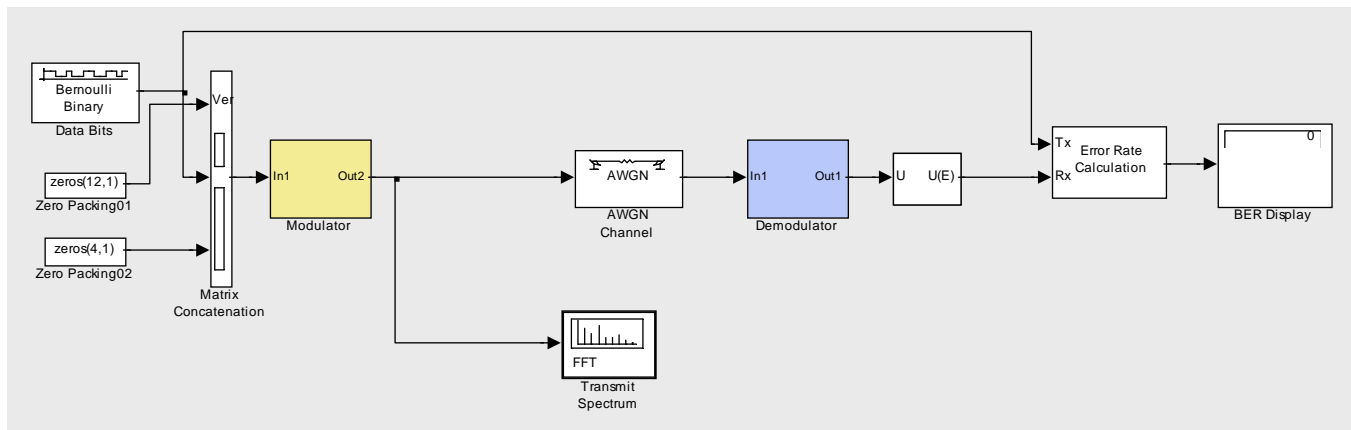 Bernoulli
Binary
Data Bits
zeros(12,1)
Zero Packing01
zeros(4,1)
Zero Packing02
Ver
Matrix
Concatenation
In1 Out2
Modulator
AWGN
AWGN
Channel
FFT
Transmit
Spectrum
In1 Out1
Demodulator
U U(E)
Tx
Rx
Error Rate
Calculation
0
BER Display